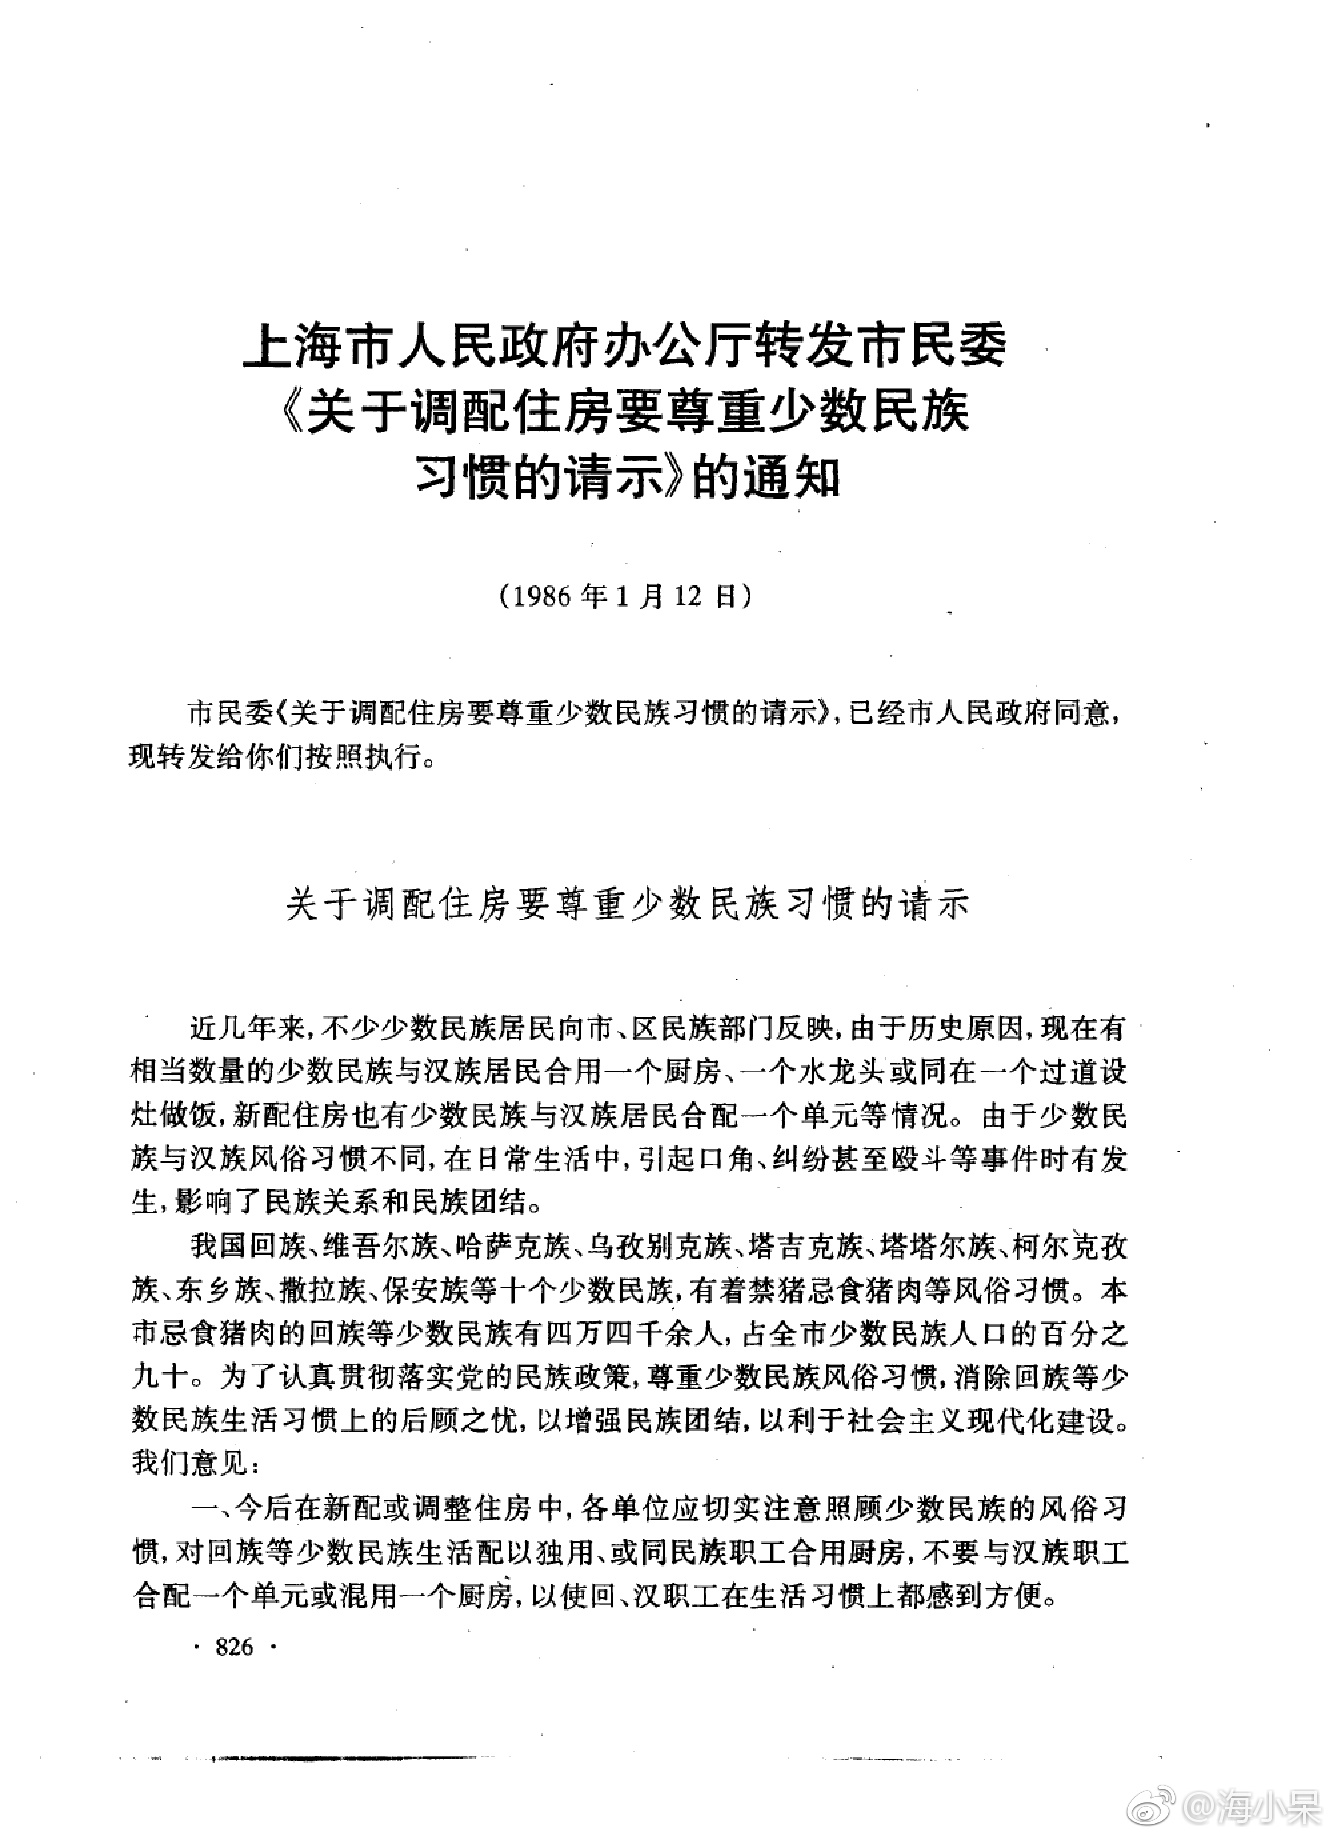 上海市人民政府办公厅转发市民委
《关于调配住房要尊重少数民族
习惯的请示》的通知
(1986年1月12日)
市民委《关于调配住房要尊重少数民族习惯的请示》,已经市人民政府同意,
现转发给你们按照执行。
关于调配住房要尊重少数民族习惯的请示
近几年来,不少少数民族居民向市、区民族部门反映,由于历史原因,现在有
相当数量的少数民族与汉族居民合用一个厨房、一个水龙头或同在一个过道设
灶做饭,新配住房也有少数民族与汉族居民合配一个单元等情况。由于少数民
族与汉族风俗习惯不同,在日常生活中,引起口角、纠纷甚至殴斗等事件时有发
生,影响了民族关系和民族团结。
我国回族、维吾尔族、哈萨克族、乌孜别克族、塔吉克族、塔塔尔族、柯尔克孜
族、东乡族、撒拉族、保安族等十个少数民族,有着禁猪忌食猪肉等风俗习惯。本
市忌食猪肉的回族等少数民族有四万四千余人,占全市少数民族人口的百分之
九十。为了认真贯彻落实党的民族政策,尊重少数民族风俗习惯,消除回族等少
数民族生活习惯上的后顾之忧,以增强民族团结,以利于社会主义现代化建设。
我们意见:
一、今后在新配或调整住房中,各单位应切实注意照顾少数民族的风俗习
惯,对回族等少数民族生活配以独用、或同民族职工合用厨房,不要与汉族职工
合配一个单元或混用一个厨房,以使回、汉职工在生活习惯上都感到方便。
· 826 ·
@海小呆